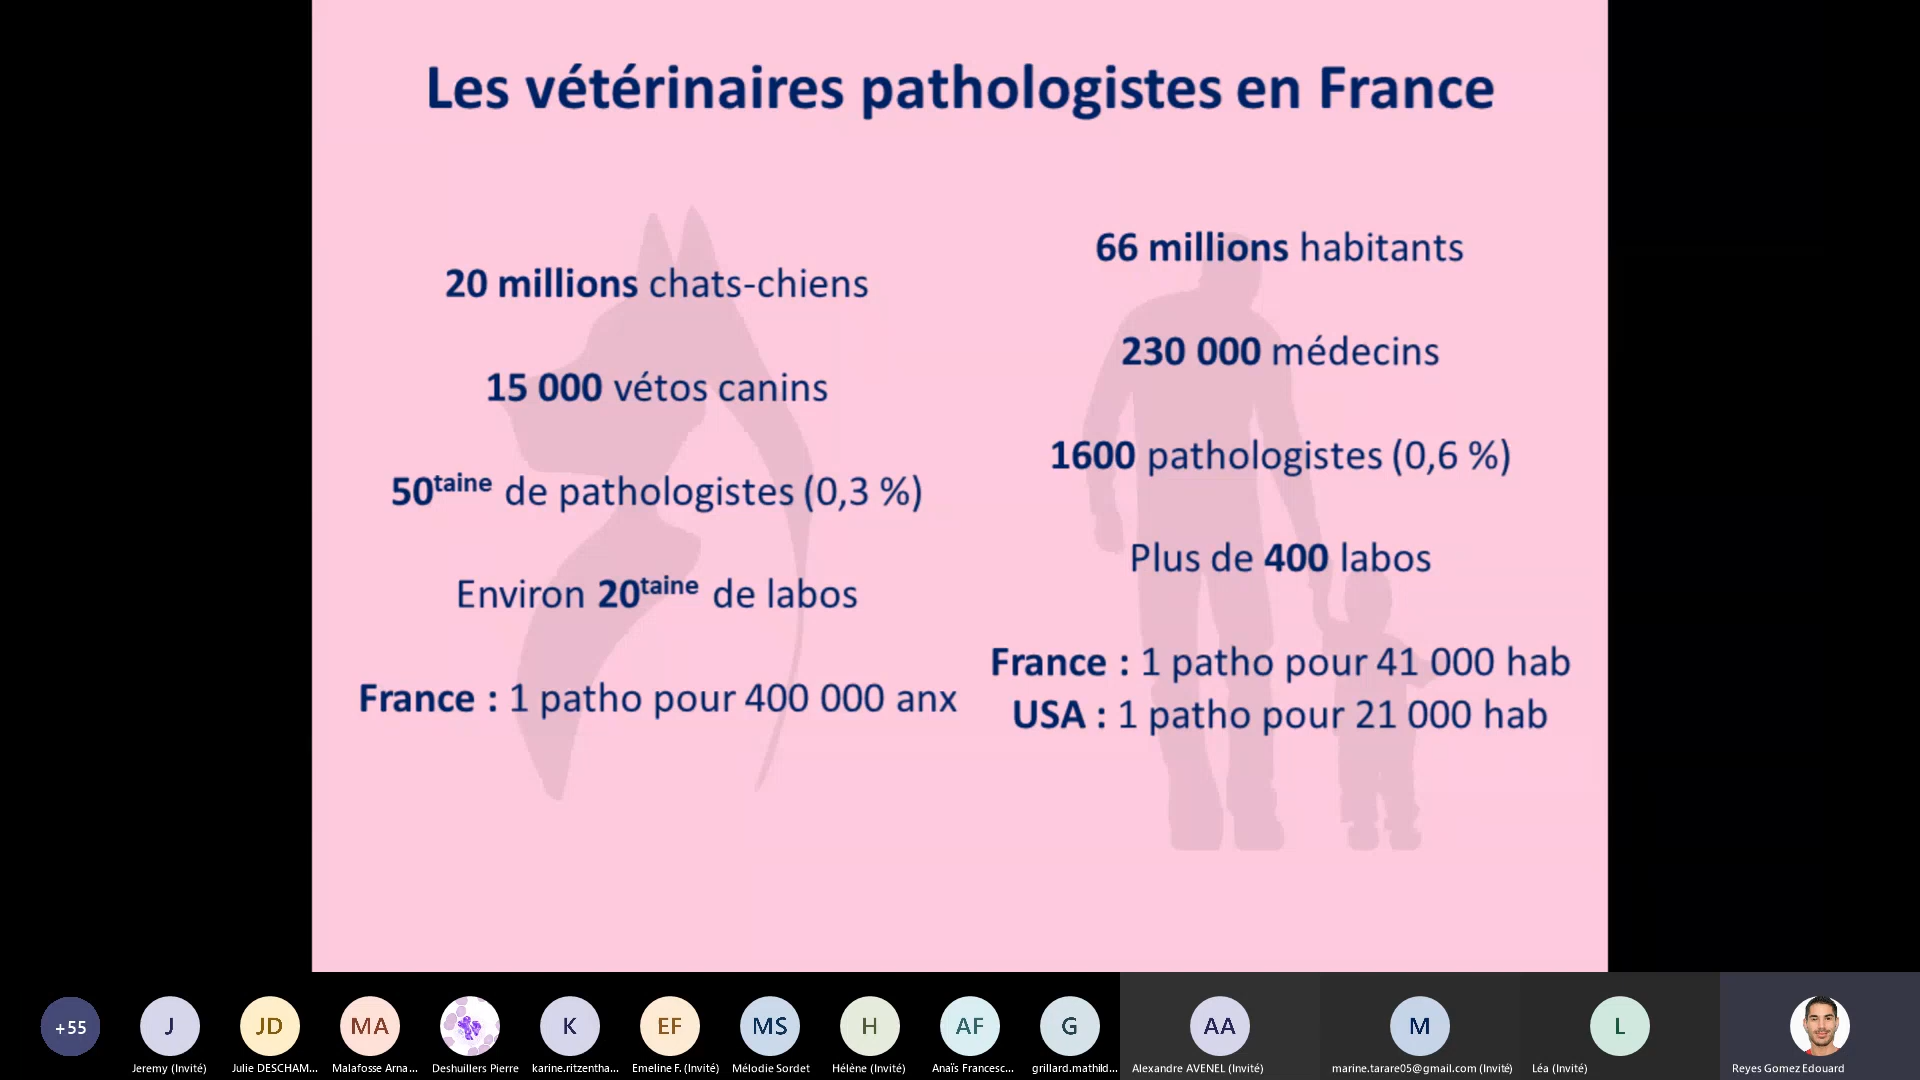 Les vétérinaires pathologistes en France
20 millions chats-chiens
15 000 vétos canins
50taine de pathologistes (0,3 %)
Environ 20taine de labos
France : 1 patho pour 400 000 anx
66 millions habitants
230 000 médecins
1600 pathologistes (0,6 %)
Plus de 400 labos
France : 1 patho pour 41 000 hab
USA : 1 patho pour 21 000 hab
+55
J
JD
MA
K
EF
MS
H
AF
G
AA
M
L
Jeremy (Invité)
Julie DESCHAM...
Malafosse Arna...
Deshuillers Pierre
karine.ritzentha...
Emeline F. (Invité)
Mélodie Sordet
Hélène (Invité)
Anaïs Francesc...
grillard.mathild...
Alexandre AVENEL (Invité)
marine.tarare05@gmail.com (Invité)
Léa (Invité)
Reyes Gomez Edouard